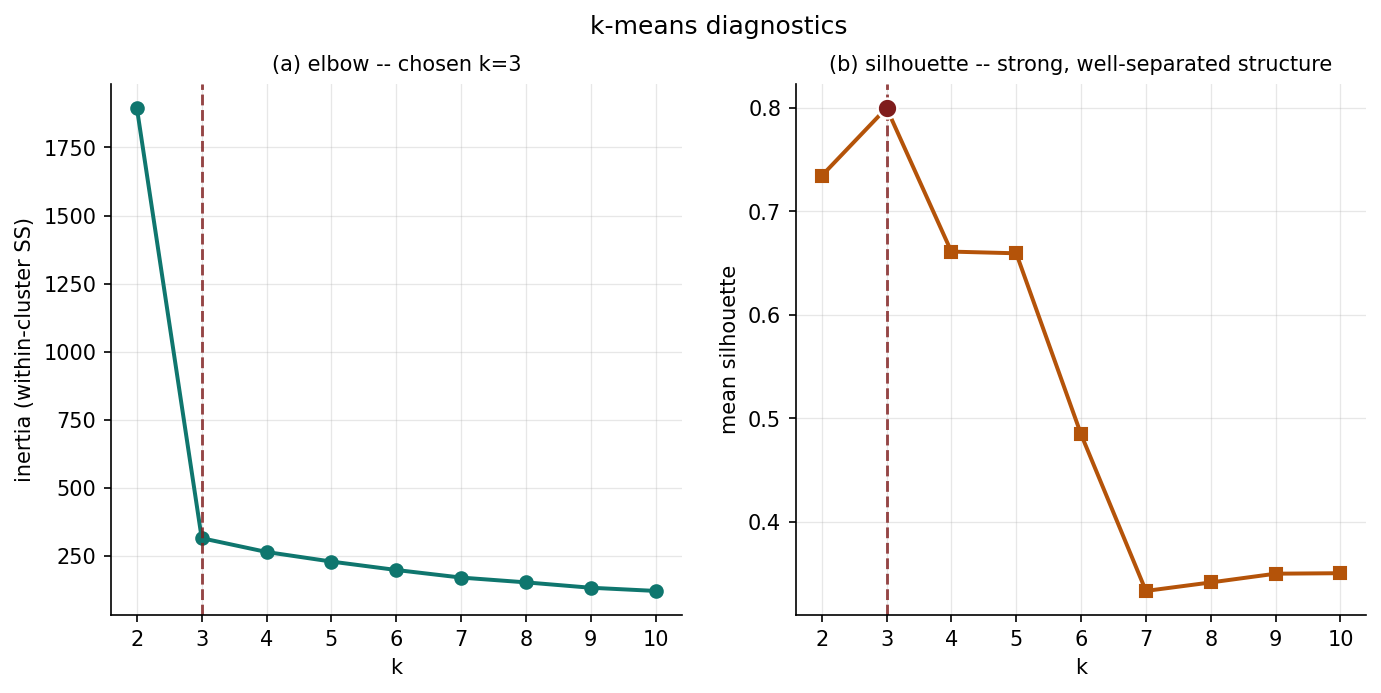 k-means diagnostics
(a) elbow -- chosen k=3
inertia (within-cluster SS)
1750
1500
1250
1000
750
500
250
2 3 4 5 6 7 8 9 10
k
(b) silhouette -- strong, well-separated structure
mean silhouette
0.8
0.7
0.6
0.5
0.4
2 3 4 5 6 7 8 9 10
k